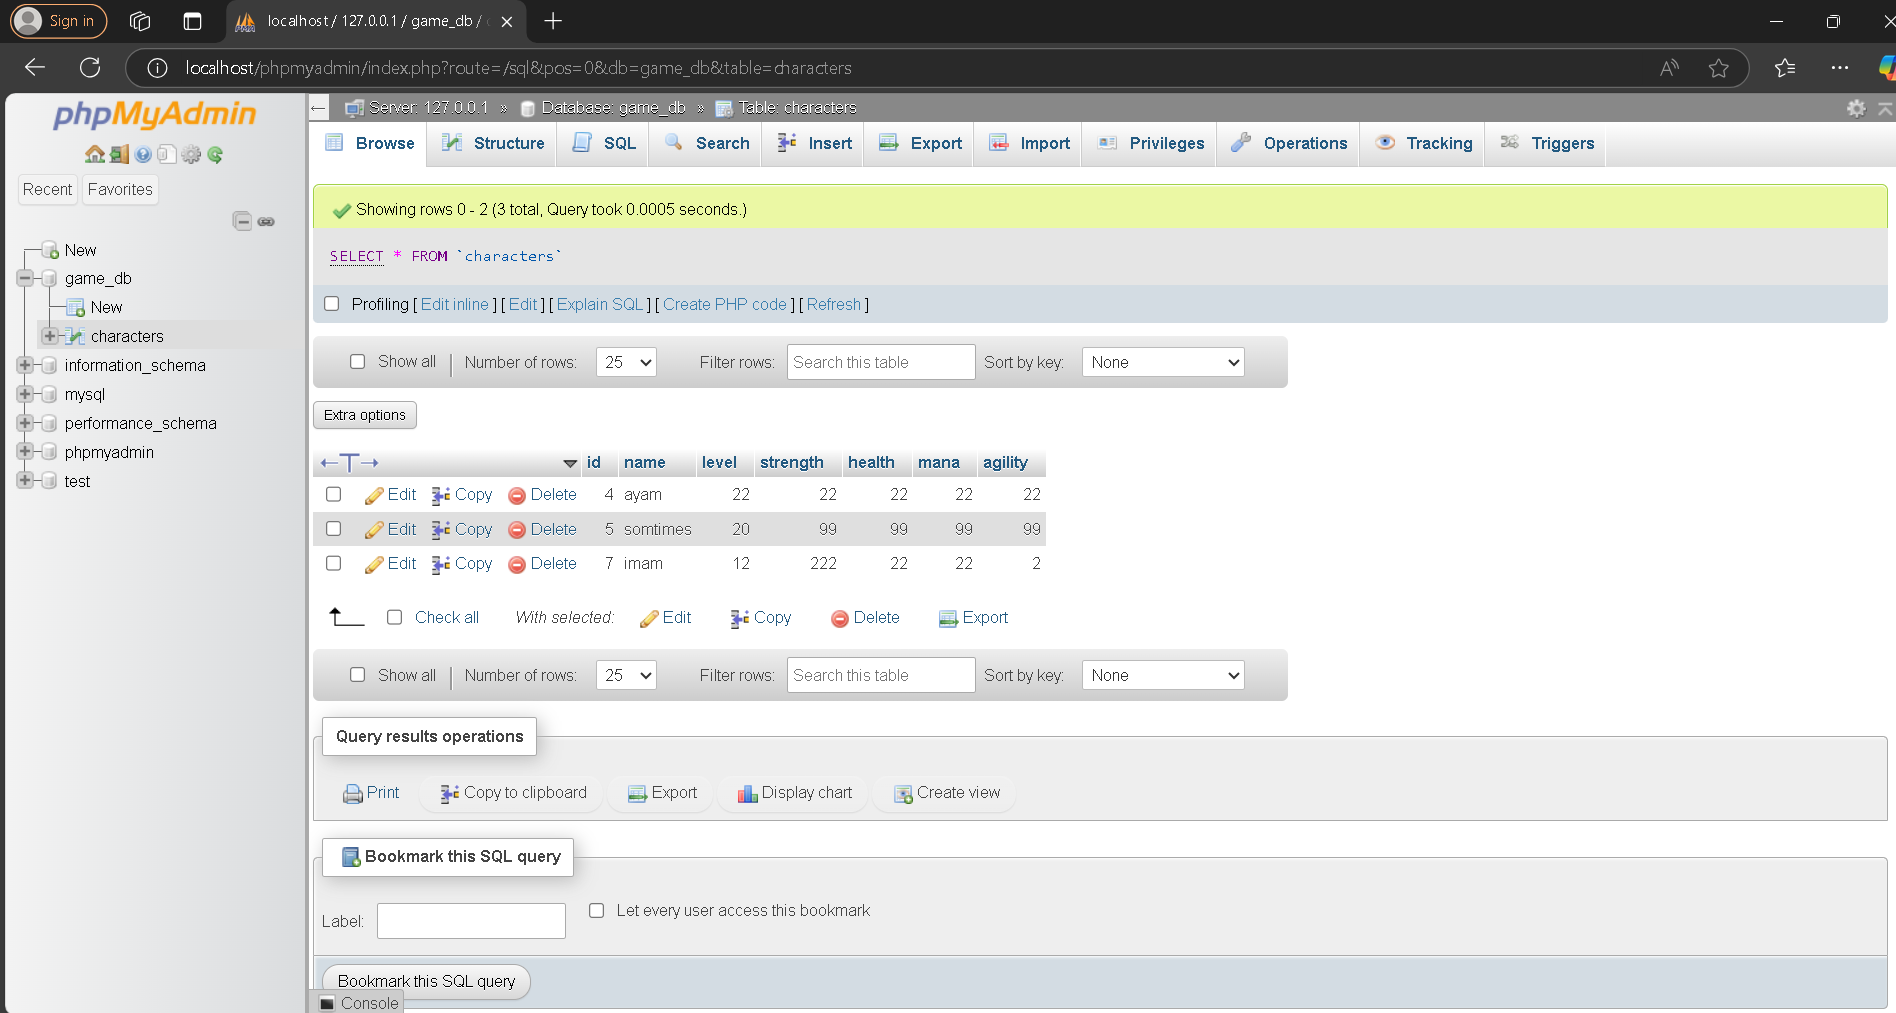 Sign in
localhost / 127.0.0.1 / game_db / c
localhost/phpmyadmin/index.php?route=/sql&pos=0&db=game_db&table=characters
phpMyAdmin
Recent Favorites
New
game_db
New
characters
information_schema
mysql
performance_schema
phpmyadmin
test
Server: 127.0.0.1 » Database: game_db » Table: characters
Browse Structure SQL Search Insert Export Import Privileges Operations Tracking Triggers
Showing rows 0 - 2 (3 total, Query took 0.0005 seconds.)
SELECT * FROM `characters`
Profiling [ Edit inline ] [ Edit ] [ Explain SQL ] [ Create PHP code ] [ Refresh ]
Show all | Number of rows: 25 Filter rows: Search this table Sort by key: None
Extra options
←T→ id name level strength health mana agility
Edit Copy Delete 4 ayam 22 22 22 22 22
Edit Copy Delete 5 somtimes 20 99 99 99 99
Edit Copy Delete 7 imam 12 222 22 22 2
Check all With selected: Edit Copy Delete Export
Show all | Number of rows: 25 Filter rows: Search this table Sort by key: None
Query results operations
Print Copy to clipboard Export Display chart Create view
Bookmark this SQL query
Label: Let every user access this bookmark
Bookmark this SQL query
Console